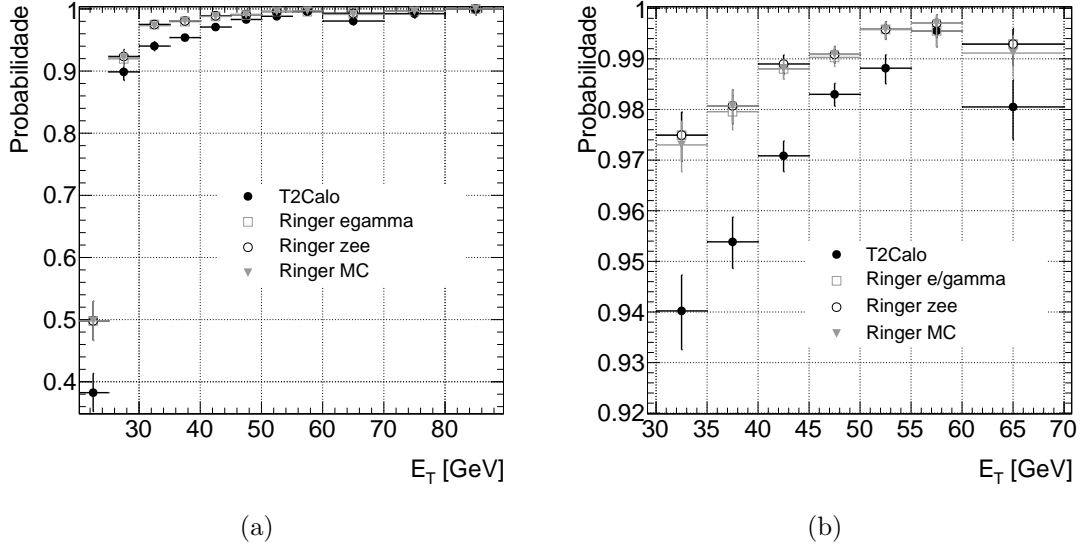 Probabilidade
1
0.9
0.8
0.7
0.6
0.5
0.4
30 40 50 60 70 80
E_T [GeV]
T2Calo
Ringer egamma
Ringer zee
Ringer MC
(a)
Probabilidade
1
0.99
0.98
0.97
0.96
0.95
0.94
0.93
0.92
30 35 40 45 50 55 60 65 70
E_T [GeV]
T2Calo
Ringer e/gamma
Ringer zee
Ringer MC
(b)